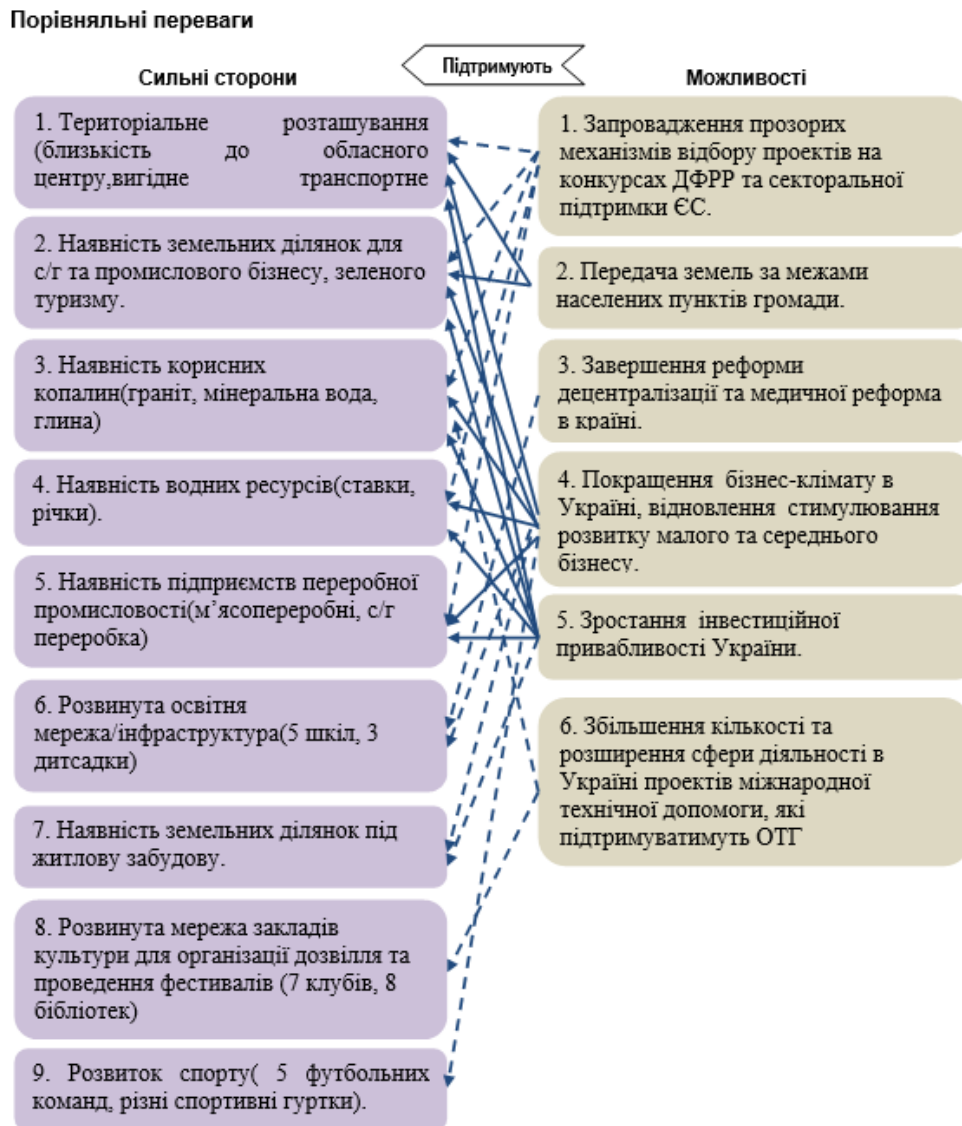 Порівняльні переваги
Підтримують
Сильні сторони
Можливості
1. Територіальне розташування
(близькість до обласного
центру,вигідне транспортне
2. Наявність земельних ділянок для
с/г та промислового бізнесу, зеленого
туризму.
3. Наявність корисних
копалин(граніт, мінеральна вода,
глина)
4. Наявність водних ресурсів(ставки,
річки).
5. Наявність підприємств переробної
промисловості(м’ясопереробні, с/г
переробка)
6. Розвинута освітня
мережа/інфраструктура(5 шкіл, 3
дитсадки)
7. Наявність земельних ділянок під
житлову забудову.
8. Розвинута мережа закладів
культури для організації дозвілля та
проведення фестивалів (7 клубів, 8
бібліотек)
9. Розвиток спорту( 5 футбольних
команд, різні спортивні гуртки).
1. Запровадження прозорих
механізмів відбору проектів на
конкурсах ДФРР та секторальної
підтримки ЄС.
2. Передача земель за межами
населених пунктів громади.
3. Завершення реформи
децентралізації та медичної реформа
в країні.
4. Покращення бізнес-клімату в
Україні, відновлення стимулювання
розвитку малого та середнього
бізнесу.
5. Зростання інвестиційної
привабливості України.
6. Збільшення кількості та
розширення сфери діяльності в
Україні проектів міжнародної
технічної допомоги, які
підтримуватимуть ОТГ